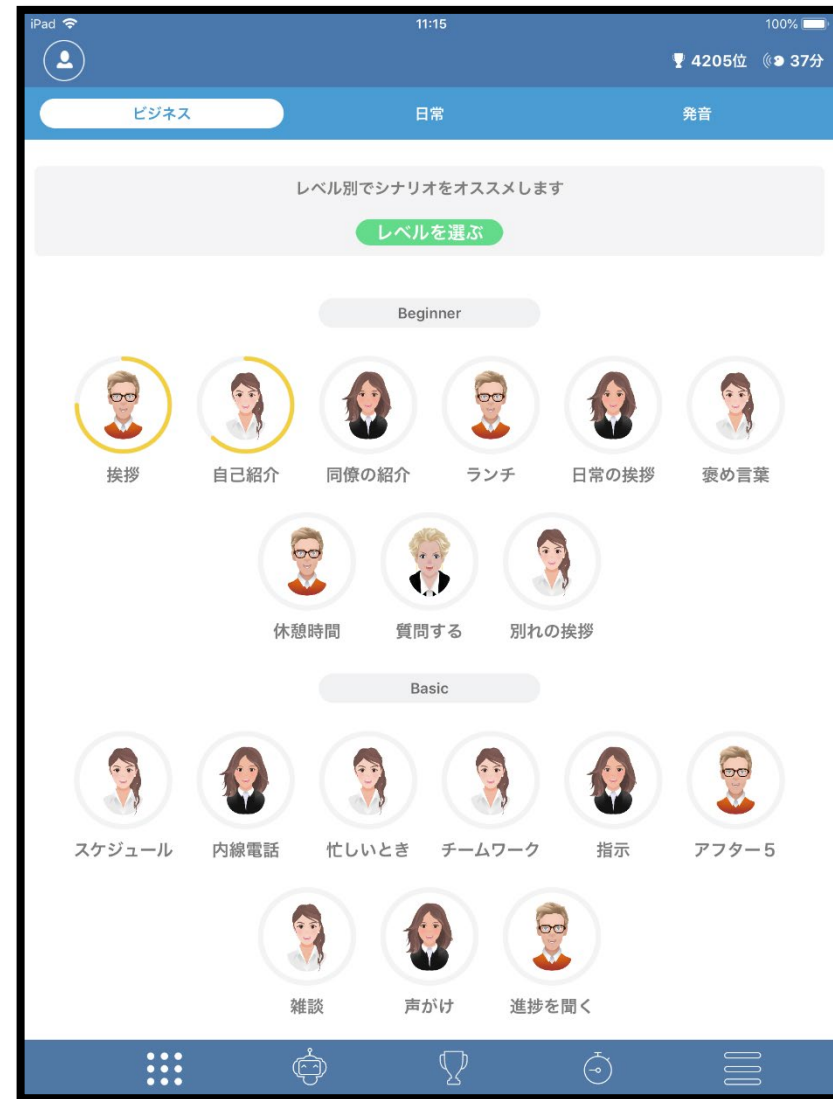 iPad 11:15 100%
4205位 37分
ビジネス 日常 発音
レベル別でシナリオをオススメします
レベルを選ぶ
Beginner
挨拶 自己紹介 同僚の紹介 ランチ 日常の挨拶 褒め言葉
休憩時間 質問する 別れの挨拶
Basic
スケジュール 内線電話 忙しいとき チームワーク 指示 アフター5
雑談 声がけ 進捗を聞く